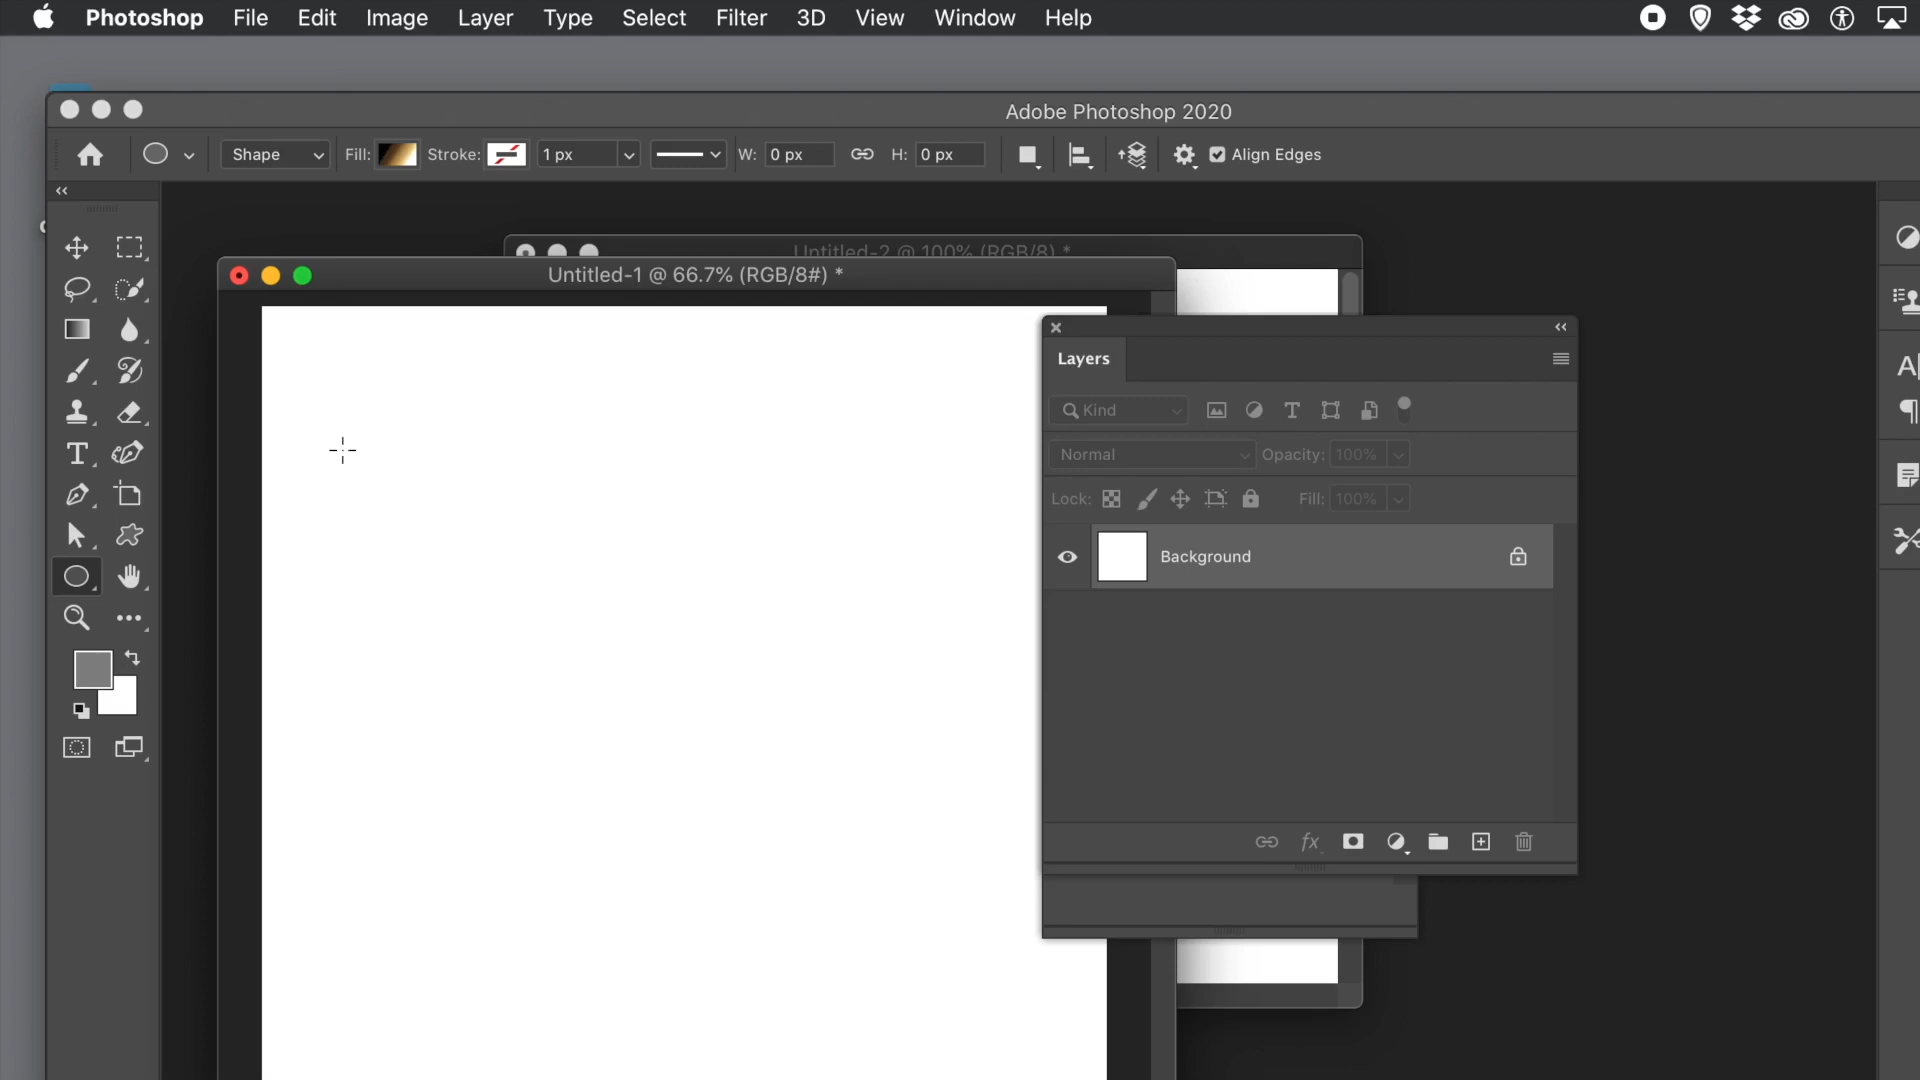 Photoshop File Edit Image Layer Type Select Filter 3D View Window Help
Adobe Photoshop 2020
Shape Fill: Stroke: 1 px W: 0 px H: 0 px Align Edges
Untitled-2 @ 100% (RGB/8) *
Untitled-1 @ 66.7% (RGB/8#) *
Layers
Kind
Normal Opacity: 100%
Lock: Fill: 100%
Background
fx